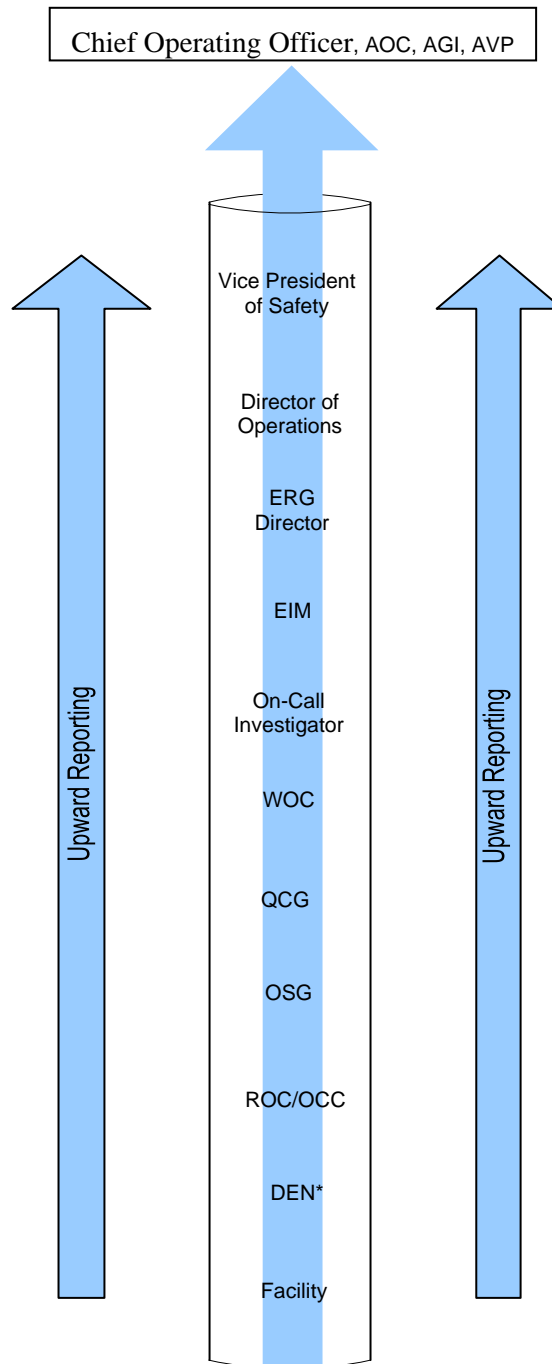 Chief Operating Officer, AOC, AGI, AVP
Vice President
of Safety
Director of
Operations
ERG
Director
EIM
On-Call
Investigator
WOC
QCG
OSG
ROC/OCC
DEN*
Facility
Upward Reporting
Upward Reporting